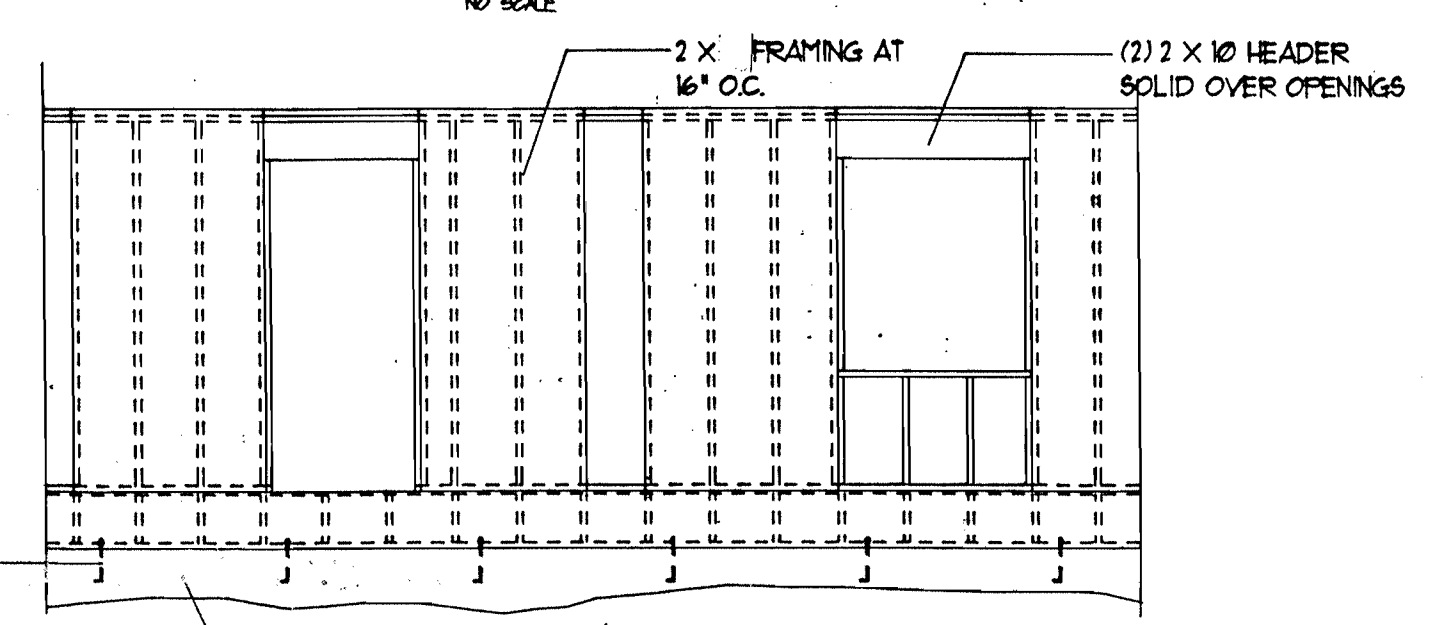 NO SCALE
2 X FRAMING AT
16" O.C.
(2) 2 X 10 HEADER
SOLID OVER OPENINGS